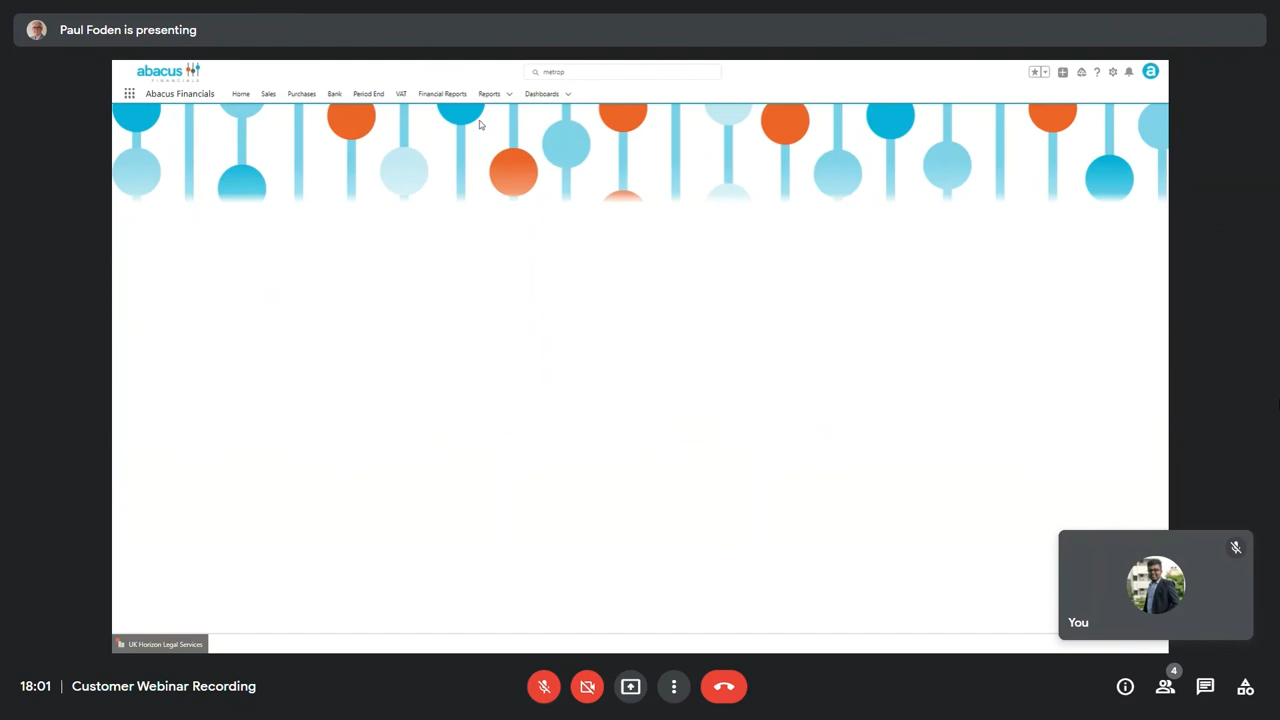 Paul Foden is presenting
abacus
FINANCIALS
metrop
Abacus Financials Home Sales Purchases Bank Period End VAT Financial Reports Reports Dashboards
a
You
UK Horizon Legal Services
18:01 | Customer Webinar Recording
4